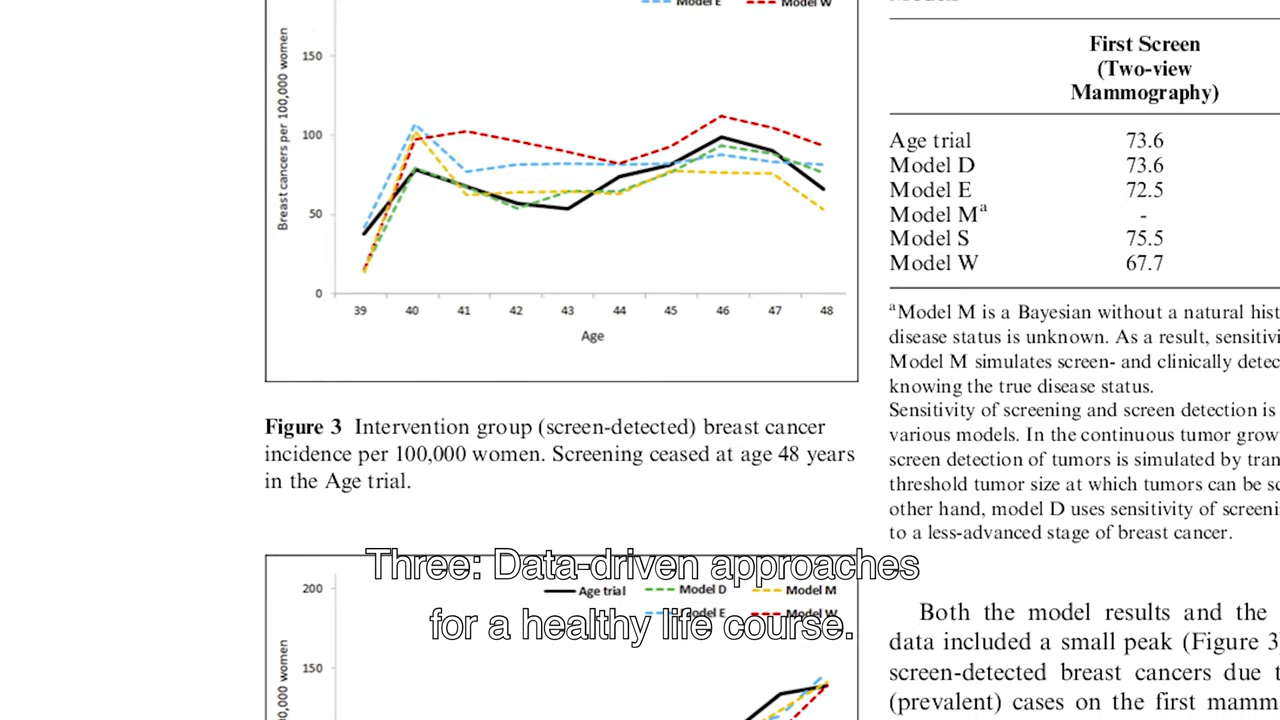 Model E Model W
Breast cancers per 100,000 women
150
100
50
0
39 40 41 42 43 44 45 46 47 48
Age
Figure 3 Intervention group (screen-detected) breast cancer
incidence per 100,000 women. Screening ceased at age 48 years
in the Age trial.
200
Age trial Model D Model M
Model E Model W
150
00,000 women
First Screen
(Two-view
Mammography)
Age trial 73.6
Model D 73.6
Model E 72.5
Model Mª -
Model S 75.5
Model W 67.7
ªModel M is a Bayesian without a natural hist
disease status is unknown. As a result, sensitivi
Model M simulates screen- and clinically detec
knowing the true disease status.
Sensitivity of screening and screen detection is
various models. In the continuous tumor grow
screen detection of tumors is simulated by tran
threshold tumor size at which tumors can be sc
other hand, model D uses sensitivity of screeni
to a less-advanced stage of breast cancer.
Both the model results and the
data included a small peak (Figure 3,
screen-detected breast cancers due t
(prevalent) cases on the first mamm
Three: Data-driven approaches
for a healthy life course.